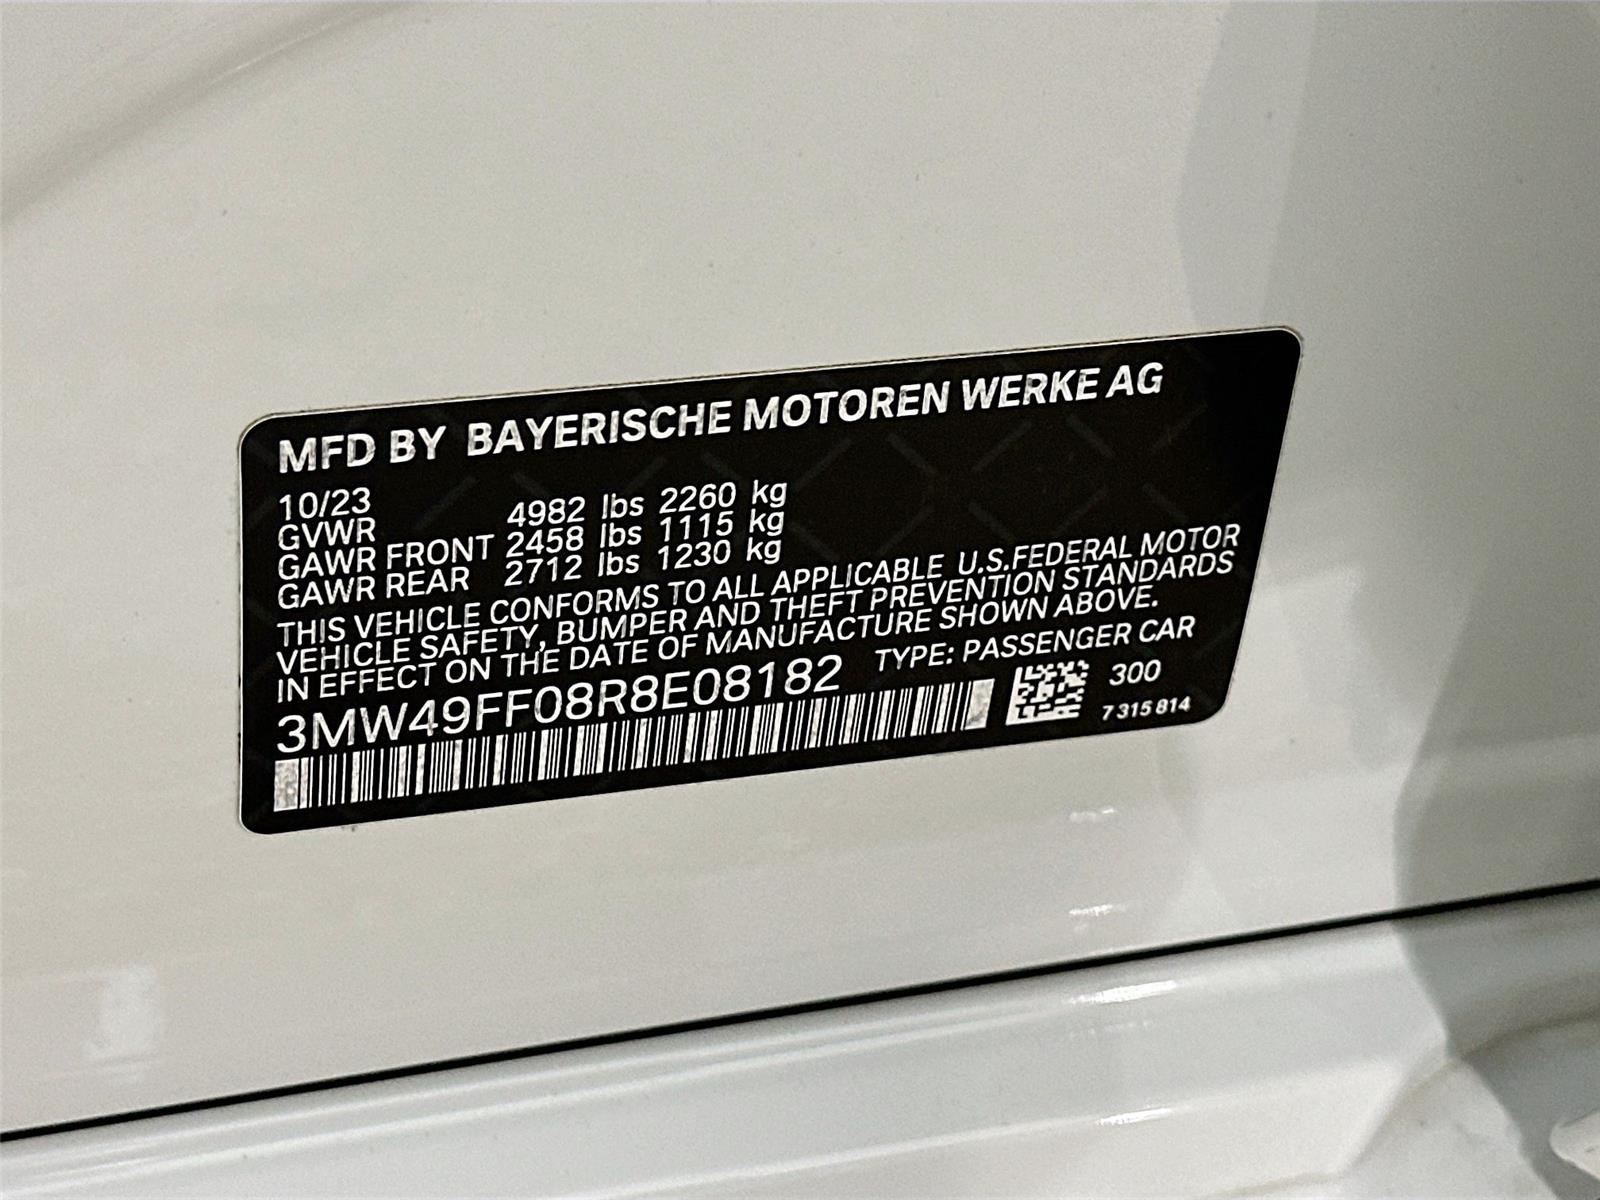 MFD BY BAYERISCHE MOTOREN WERKE AG
10/23
GVWR 4982 lbs 2260 kg
GAWR FRONT 2458 lbs 1115 kg
GAWR REAR 2712 lbs 1230 kg
THIS VEHICLE CONFORMS TO ALL APPLICABLE U.S.FEDERAL MOTOR
VEHICLE SAFETY, BUMPER AND THEFT PREVENTION STANDARDS
IN EFFECT ON THE DATE OF MANUFACTURE SHOWN ABOVE.
3MW49FF08R8E08182 TYPE: PASSENGER CAR
300
7 315 814